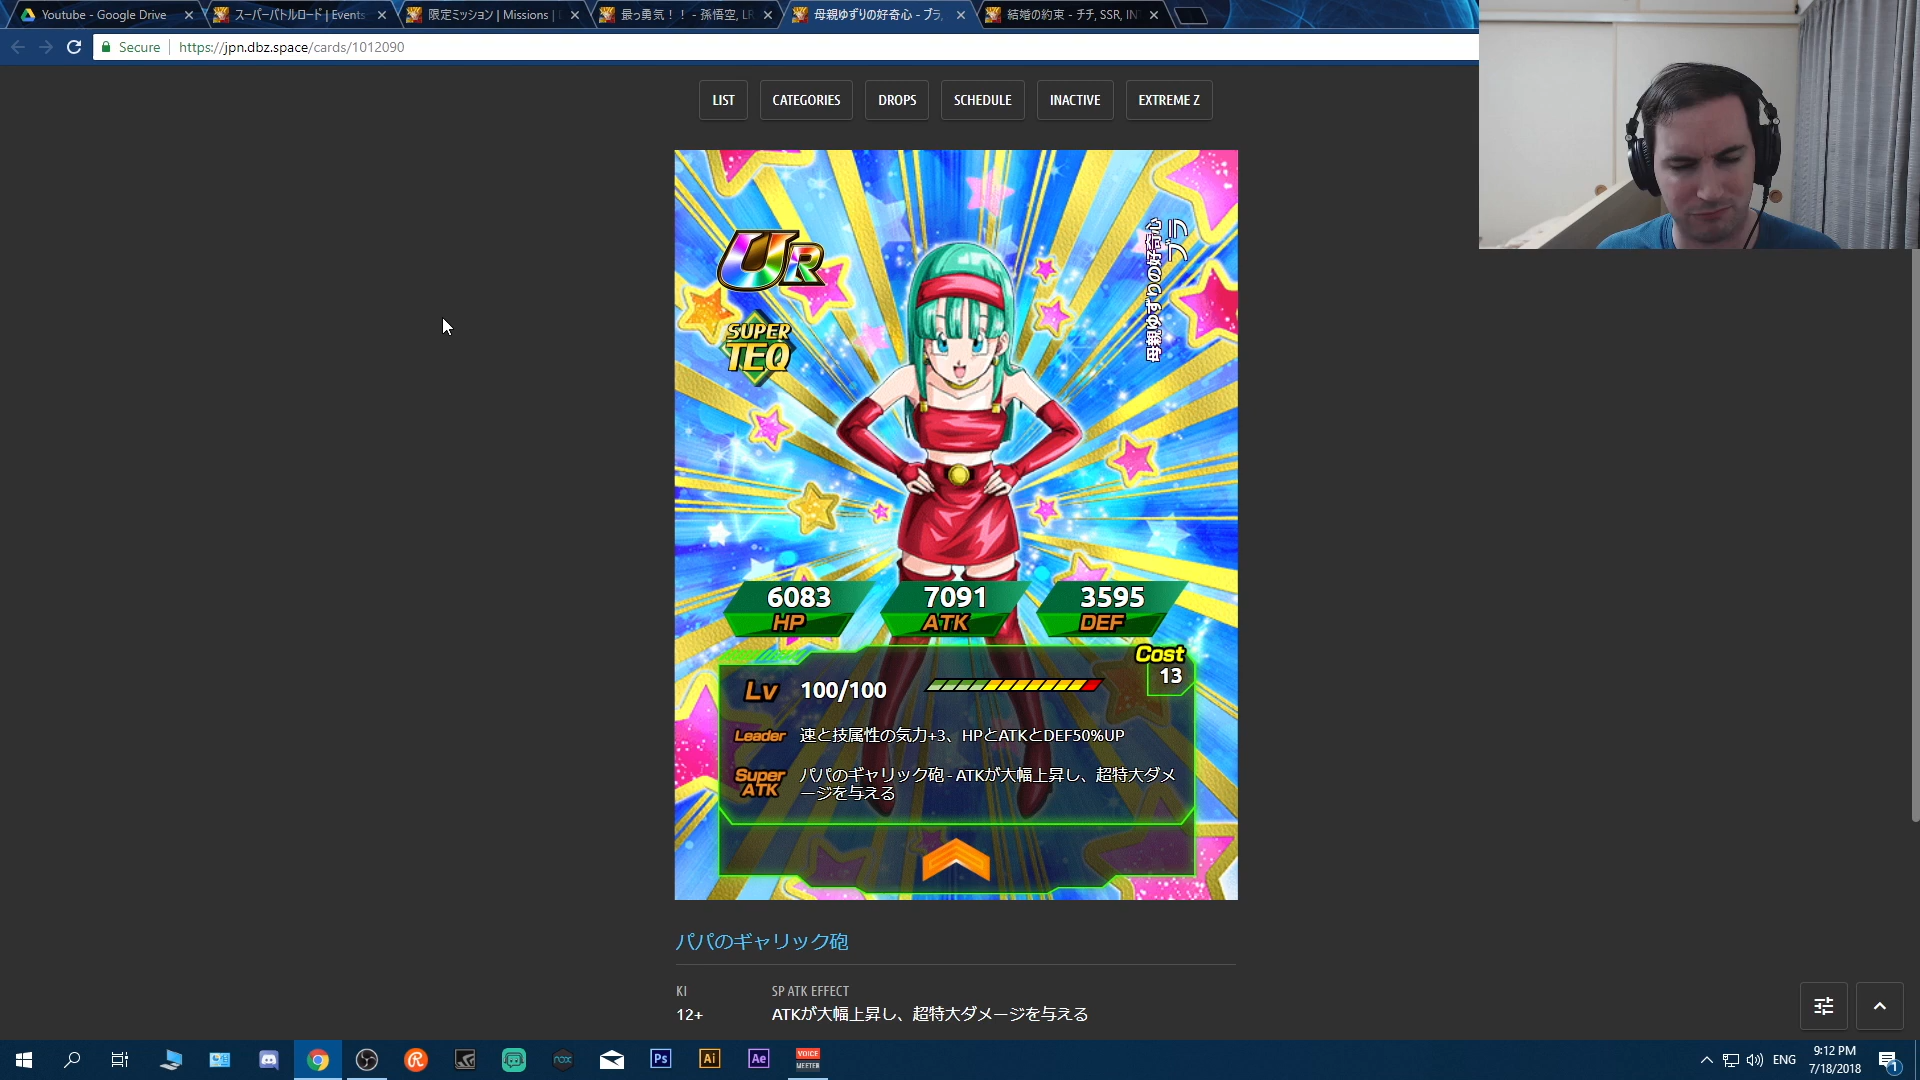 Youtube - Google Drive
スーパーバトルロード | Events
限定ミッション | Missions |
最っ勇気！！ - 孫悟空, LR
母親ゆずりの好奇心 - ブラ,
結婚の約束 - チチ, SSR, INT
Secure
https://jpn.dbz.space/cards/1012090
LIST
CATEGORIES
DROPS
SCHEDULE
INACTIVE
EXTREME Z
UR
SUPER
TEQ
母親ゆずりの好奇心
ブラ
6083
HP
7091
ATK
3595
DEF
Cost
13
Lv 100/100
Leader 速と技属性の気力+3、HPとATKとDEF50%UP
Super ATK
パパのギャリック砲 - ATKが大幅上昇し、超特大ダメ
ージを与える
パパのギャリック砲
KI
SP ATK EFFECT
12+
ATKが大幅上昇し、超特大ダメージを与える
nox
Ps
Ai
Ae
VOICE
MEETER
ENG
9:12 PM
7/18/2018
1